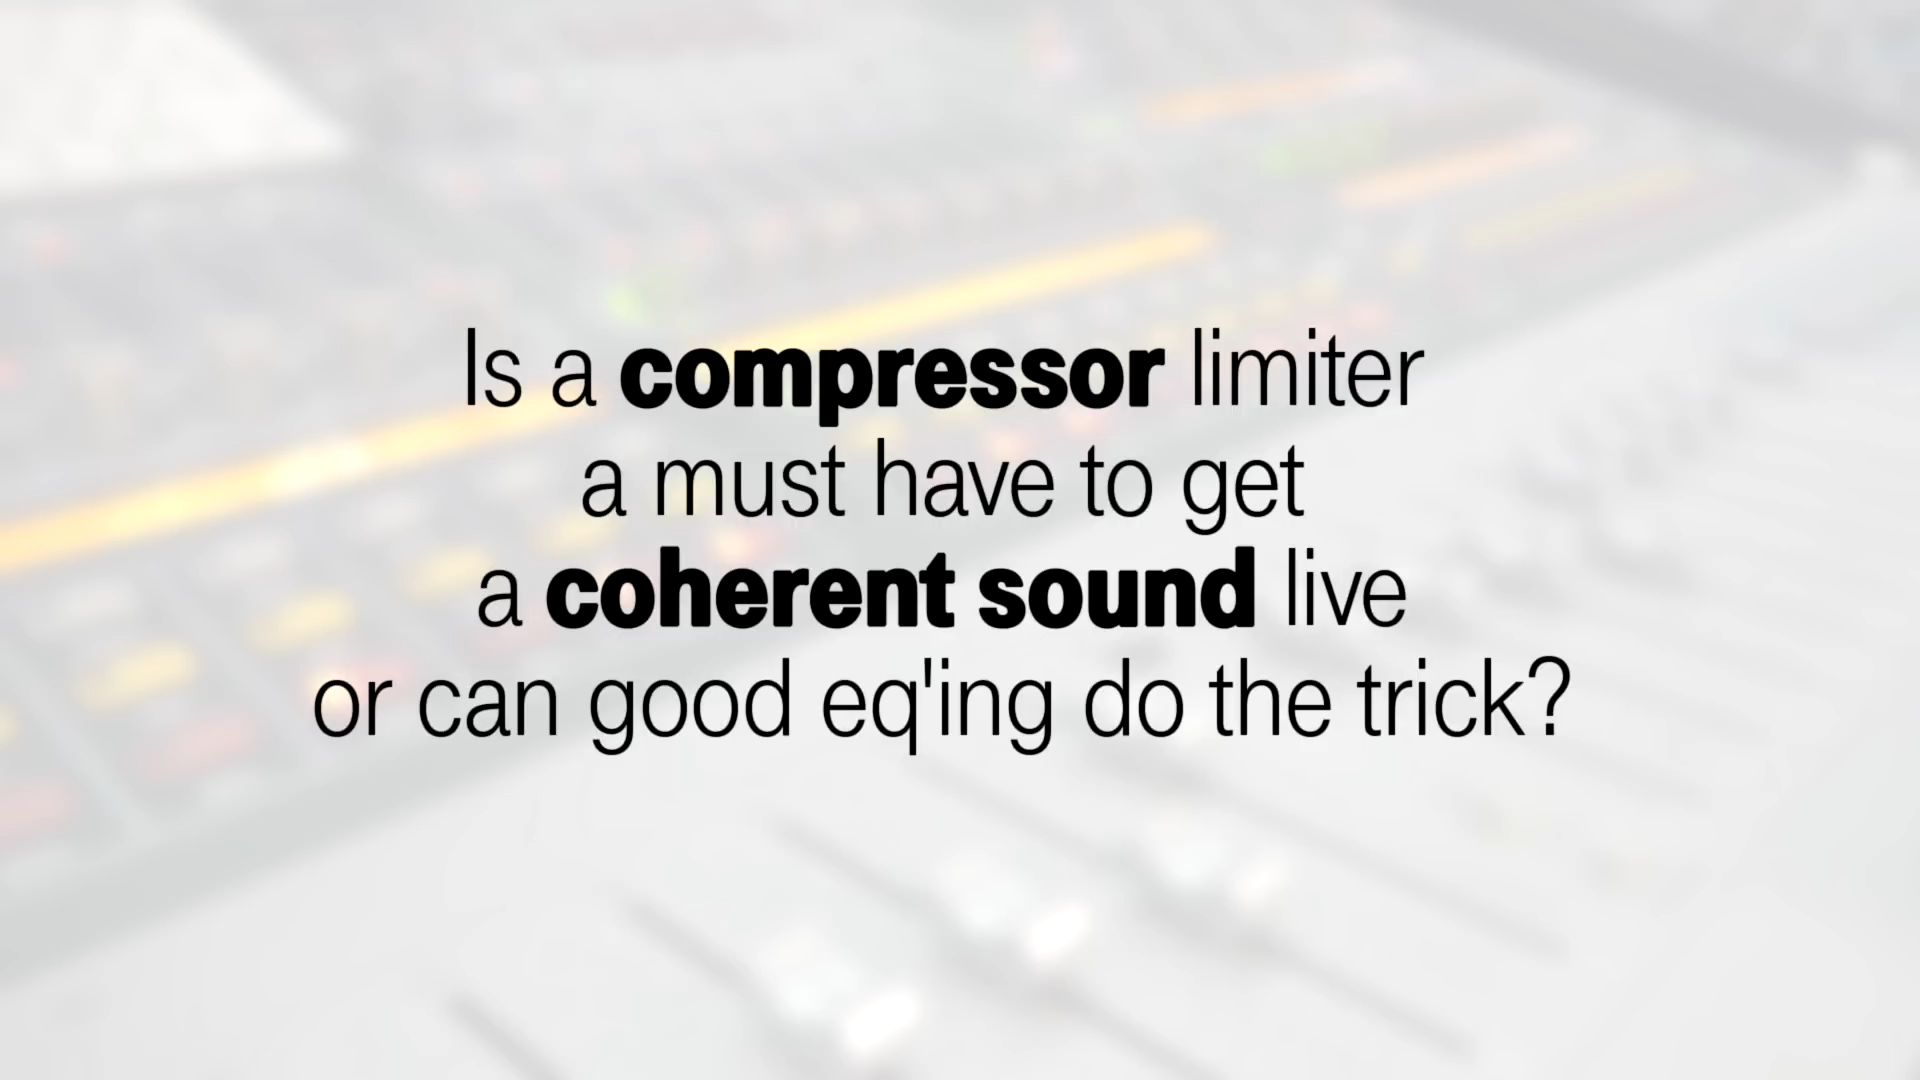 Is a compressor limiter
a must have to get
a coherent sound live
or can good eq'ing do the trick?